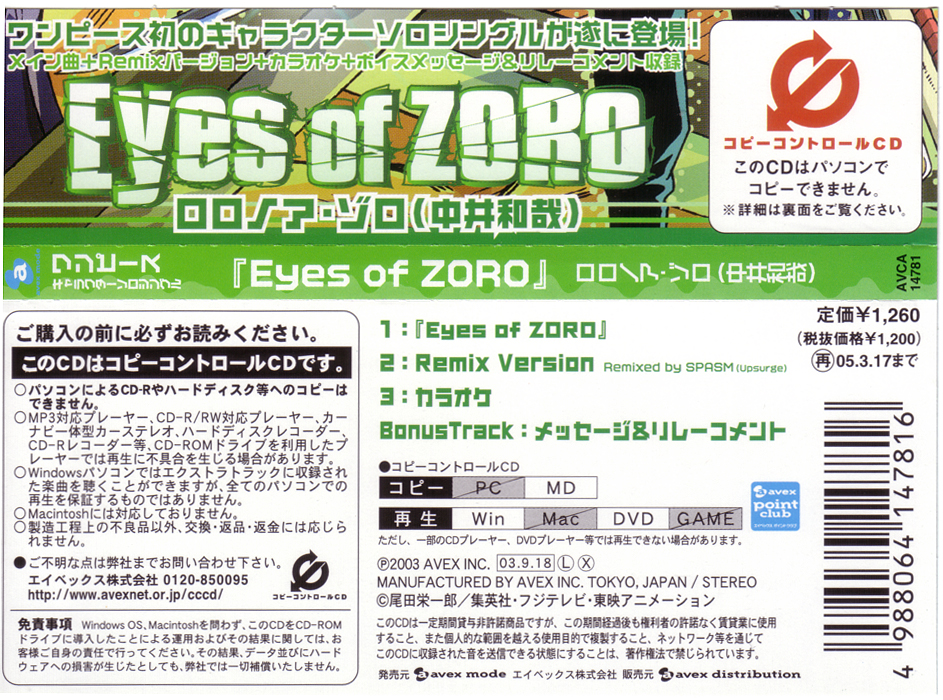 ワンピース初のキャラクターソロシングルが遂に登場!
メイン曲+Remixバージョン+カラオケ+ボイスメッセージ&リレーコメント収録
Eyes of ZORO
ロロノア・ゾロ(中井和哉)
コピーコントロールCD
このCDはパソコンで
コピーできません。
※詳細は裏面をご覧ください。
a ワンピース
キャラクターソロシングル
『Eyes of ZORO』 ロロノア・ゾロ(中井和哉)
AVCA
14781
ご購入の前に必ずお読みください。
このCDはコピーコントロールCDです。
○パソコンによるCD-Rやハードディスク等へのコピーは
できません。
○MP3対応プレーヤー、CD-R/RW対応プレーヤー、カー
ナビ一体型カーステレオ、ハードディスクレコーダー、
CD-Rレコーダー等、CD-ROMドライブを利用したプ
レーヤーでは再生に不具合を生じる場合があります。
○Windowsパソコンではエクストラトラックに収録され
た楽曲を聴くことができますが、全てのパソコンでの
再生を保証するものではありません。
○Macintoshには対応しておりません。
○製造工程上の不良品以外、交換・返品・返金には応じら
れません。
●ご不明な点は弊社までお問い合わせ下さい。
エイベックス株式会社 0120-850095
http://www.avexnet.or.jp/cccd/
コピーコントロールCD
免責事項 Windows OS、Macintoshを問わず、このCDをCD-ROM
ドライブに導入したことによる運用およびその結果に関しては、お
客様ご自身の責任で行ってください。その結果、データ並びにハード
ウェアへの損害が生じたとしても、弊社では一切補償いたしません。
1:『Eyes of ZORO』
2:Remix Version Remixed by SPASM(Upsurge)
3:カラオケ
BonusTrack:メッセージ&リレーコメント
定価¥1,260
(税抜価格¥1,200)
再05.3.17まで
●コピーコントロールCD
コピー PC MD
再生 Win Mac DVD GAME
ただし、一部のCDプレーヤー、DVDプレーヤー等では再生できない場合があります。
avex
point
club
エイベックス ポイント クラブ
℗2003 AVEX INC. 03.9.18 Ⓛ Ⓧ
MANUFACTURED BY AVEX INC. TOKYO, JAPAN / STEREO
©尾田栄一郎/集英社・フジテレビ・東映アニメーション
このCDは一定期間貸与非許諾商品ですが、この期間経過後も権利者の許諾なく賃貸業に使用
すること、また個人的な範囲を越える使用目的で複製すること、ネットワーク等を通じて
このCDに収録された音を送信できる状態にすることは、著作権法で禁じられています。
発売元 avex mode エイベックス株式会社 販売元 avex distribution
4 988064 147816